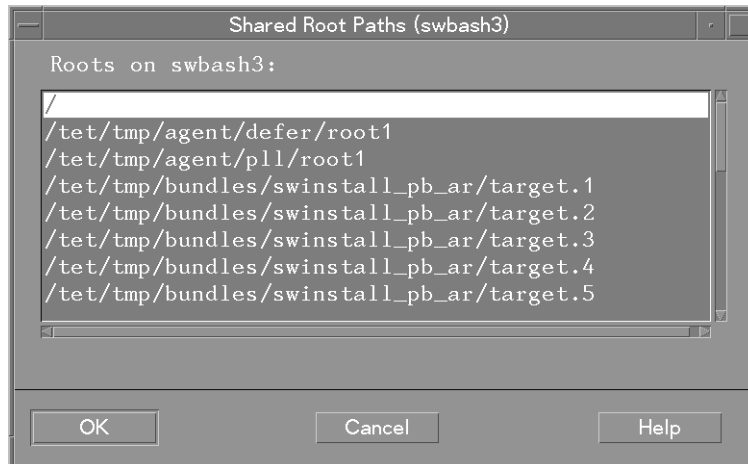 Shared Root Paths (swbash3)
Roots on swbash3:
/
/tet/tmp/agent/defer/root1
/tet/tmp/agent/pll/root1
/tet/tmp/bundles/swinstall_pb_ar/target.1
/tet/tmp/bundles/swinstall_pb_ar/target.2
/tet/tmp/bundles/swinstall_pb_ar/target.3
/tet/tmp/bundles/swinstall_pb_ar/target.4
/tet/tmp/bundles/swinstall_pb_ar/target.5
OK Cancel Help